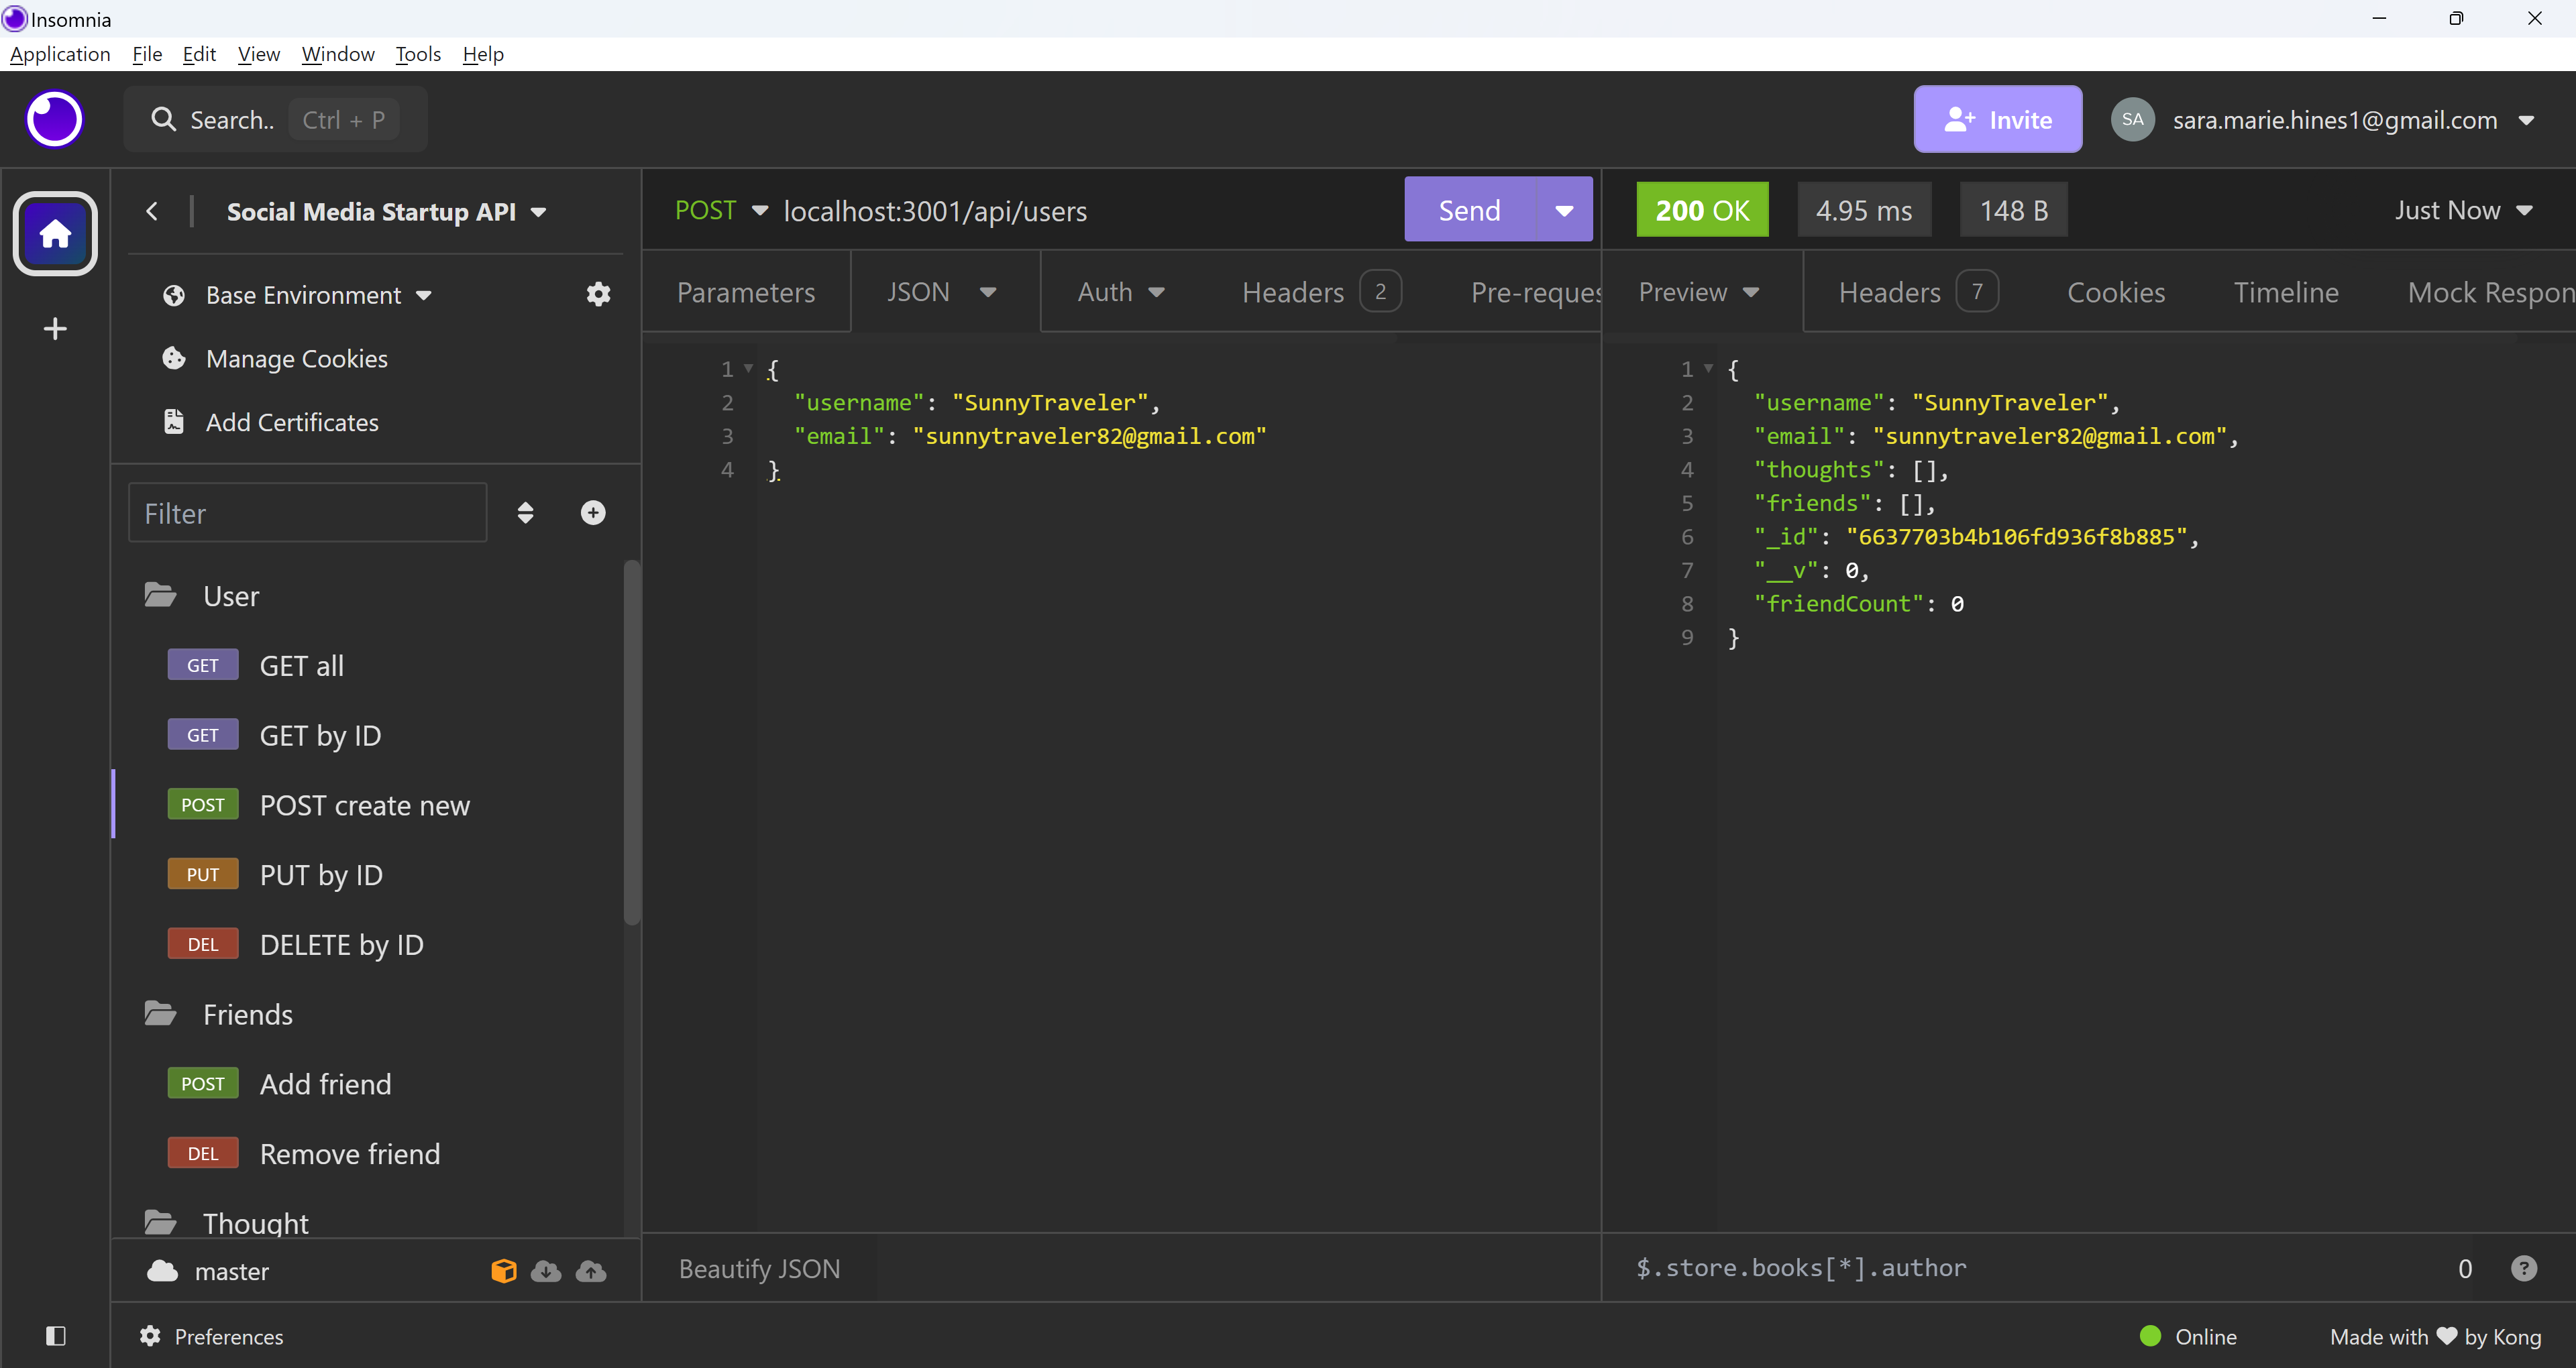 Insomnia
Application File Edit View Window Tools Help
Search.. Ctrl + P
Invite
SA sara.marie.hines1@gmail.com
Social Media Startup API
Base Environment
Manage Cookies
Add Certificates
Filter
User
GET GET all
GET GET by ID
POST POST create new
PUT PUT by ID
DEL DELETE by ID
Friends
POST Add friend
DEL Remove friend
Thought
master
POST localhost:3001/api/users
Send
Parameters JSON Auth Headers 2 Pre-reques
1 {
2 "username": "SunnyTraveler",
3 "email": "sunnytraveler82@gmail.com"
4 }
Beautify JSON
200 OK 4.95 ms 148 B Just Now
Preview Headers 7 Cookies Timeline Mock Respon
1 {
2 "username": "SunnyTraveler",
3 "email": "sunnytraveler82@gmail.com",
4 "thoughts": [],
5 "friends": [],
6 "_id": "6637703b4b106fd936f8b885",
7 "__v": 0,
8 "friendCount": 0
9 }
$.store.books[*].author 0 ?
Preferences
Online Made with ♥ by Kong